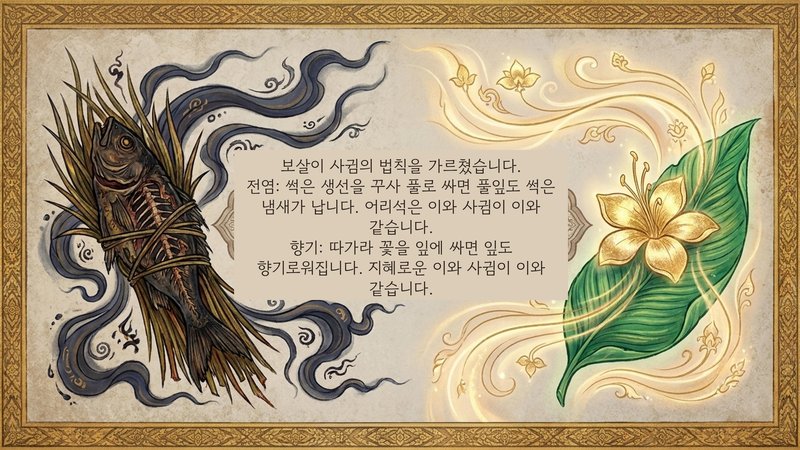 보살이 사귐의 법칙을 가르쳤습니다.
전염: 썩은 생선을 꾸사 풀로 싸면 풀잎도 썩은
냄새가 납니다. 어리석은 이와 사귐이 이와
같습니다.
향기: 따가라 꽃을 잎에 싸면 잎도
향기로워집니다. 지혜로운 이와 사귐이 이와
같습니다.